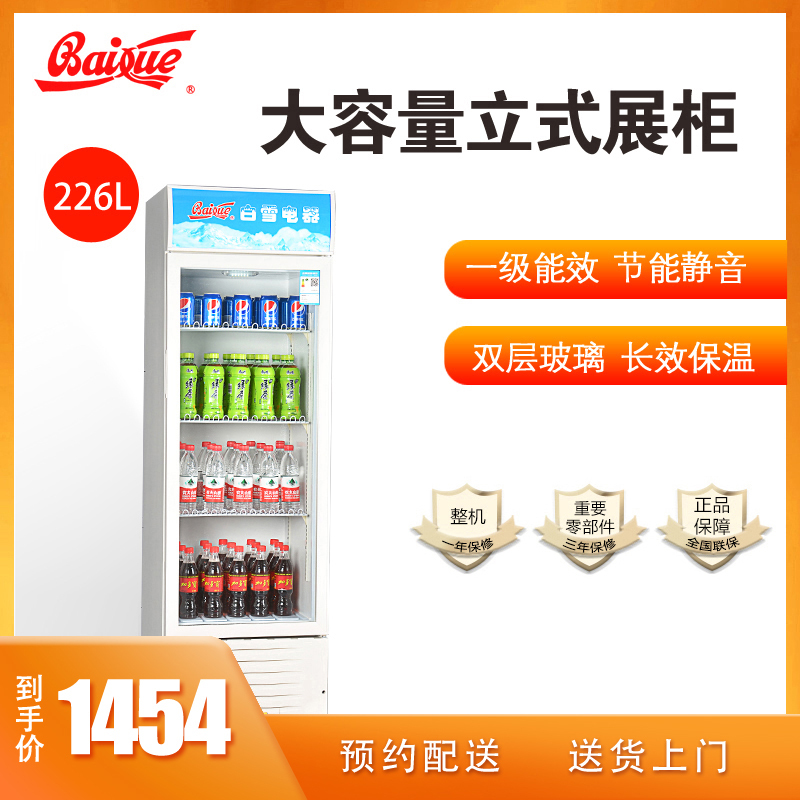 Baixue®
大容量立式展柜
226L
Baixue® 白雪电器
一级能效 节能静音
双层玻璃 长效保温
整机
一年保修
重要
零部件
三年保修
正品
保障
全国联保
到手价
1454
预约配送 送货上门